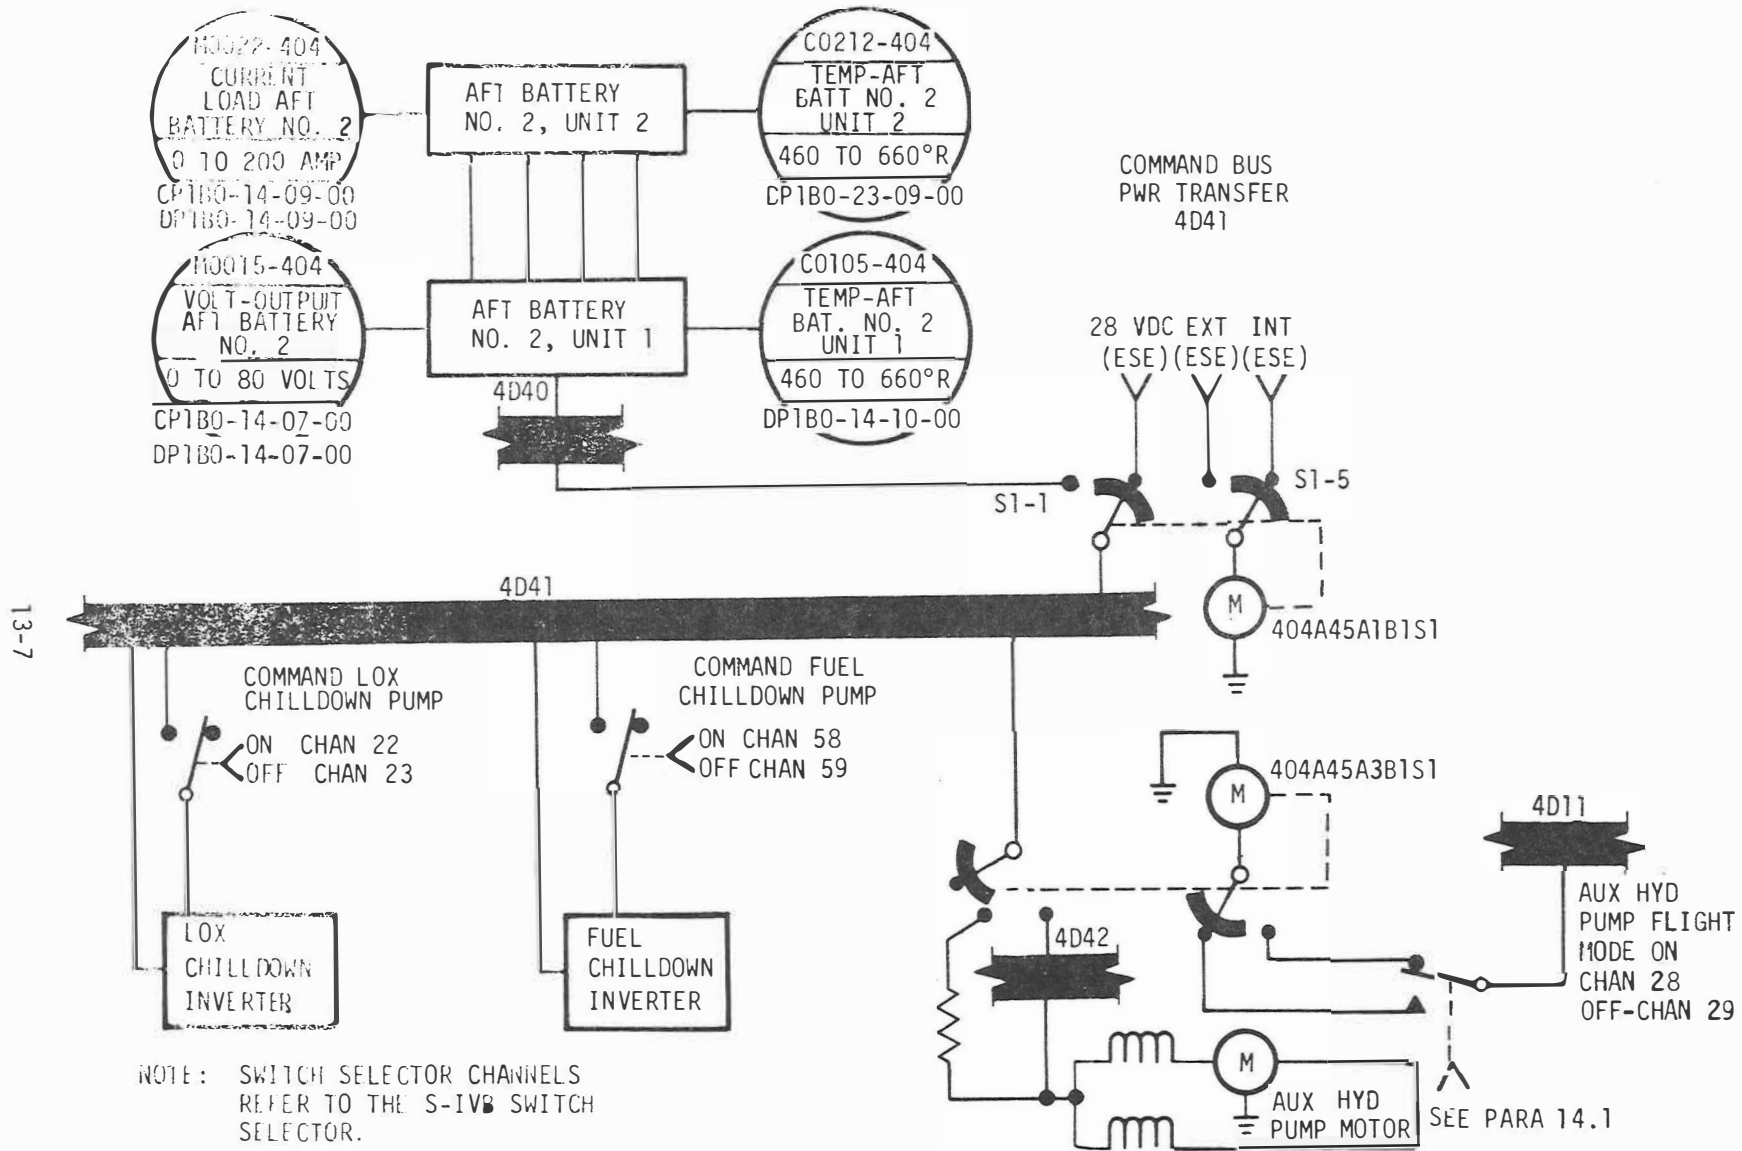 M0022-404
CURRENT
LOAD AFT
BATTERY NO. 2
0 TO 200 AMP
CP1B0-14-09-00
DP1B0-14-09-00
AFT BATTERY
NO. 2, UNIT 2
C0212-404
TEMP-AFT
BATT NO. 2
UNIT 2
460 TO 660°R
DP1B0-23-09-00
COMMAND BUS
PWR TRANSFER
4D41
M0015-404
VOLT-OUTPUIT
AFT BATTERY
NO. 2
0 TO 80 VOLTS
CP1B0-14-07-00
DP1B0-14-07-00
AFT BATTERY
NO. 2, UNIT 1
C0105-404
TEMP-AFT
BAT. NO. 2
UNIT 1
460 TO 660°R
DP1B0-14-10-00
4D40
28 VDC EXT INT
(ESE) (ESE) (ESE)
S1-1
S1-5
4D41
M
404A45A1B1S1
13-7
COMMAND LOX
CHILLDOWN PUMP
ON CHAN 22
OFF CHAN 23
COMMAND FUEL
CHILLDOWN PUMP
ON CHAN 58
OFF CHAN 59
404A45A3B1S1
M
4D11
AUX HYD
PUMP FLIGHT
MODE ON
CHAN 28
OFF-CHAN 29
LOX
CHILLDOWN
INVERTER
FUEL
CHILLDOWN
INVERTER
4D42
M
AUX HYD
PUMP MOTOR
SEE PARA 14.1
NOTE: SWITCH SELECTOR CHANNELS
REFER TO THE S-IVB SWITCH
SELECTOR.